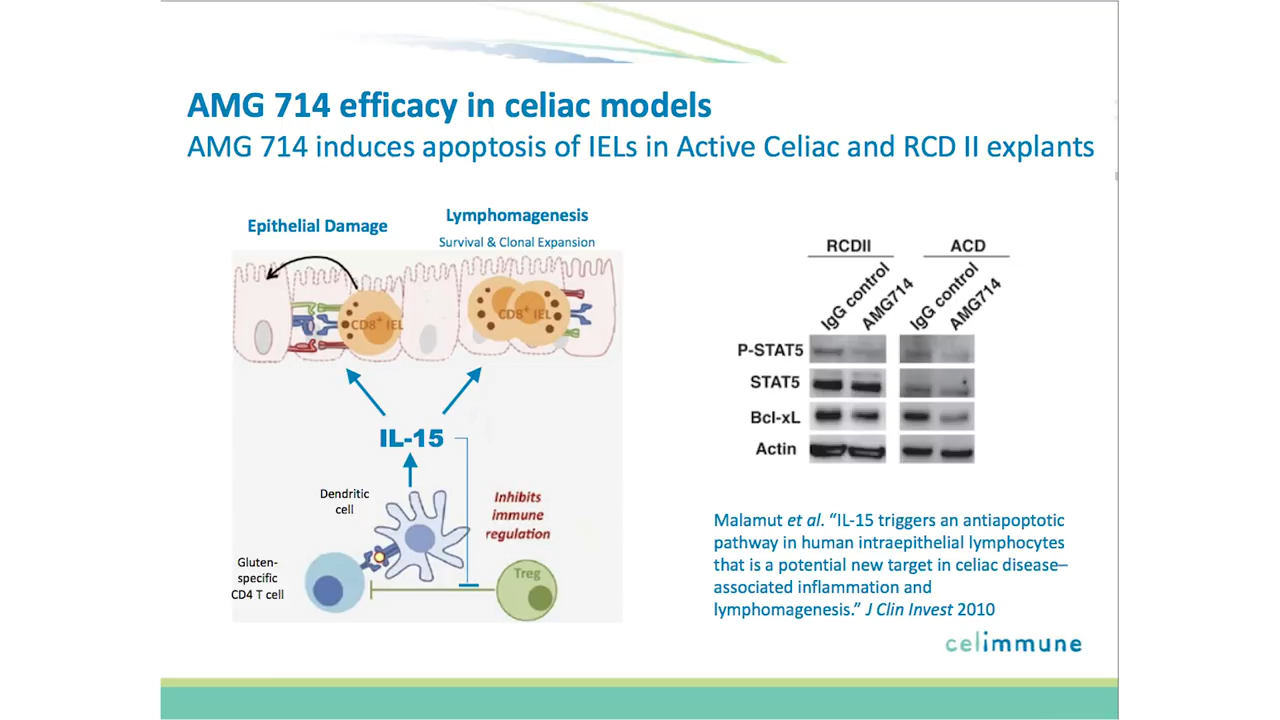 AMG 714 efficacy in celiac models
AMG 714 induces apoptosis of IELs in Active Celiac and RCD II explants
Epithelial Damage
Lymphomagenesis
Survival & Clonal Expansion
CD8+ IEL
CD8+ IEL
IL-15
Dendritic
cell
Inhibits
immune
regulation
Gluten-
specific
CD4 T cell
Treg
RCDII
ACD
IgG control
AMG714
IgG control
AMG714
P-STAT5
STAT5
Bcl-xL
Actin
Malamut et al. “IL-15 triggers an antiapoptotic
pathway in human intraepithelial lymphocytes
that is a potential new target in celiac disease–
associated inflammation and
lymphomagenesis.” J Clin Invest 2010
celimmune